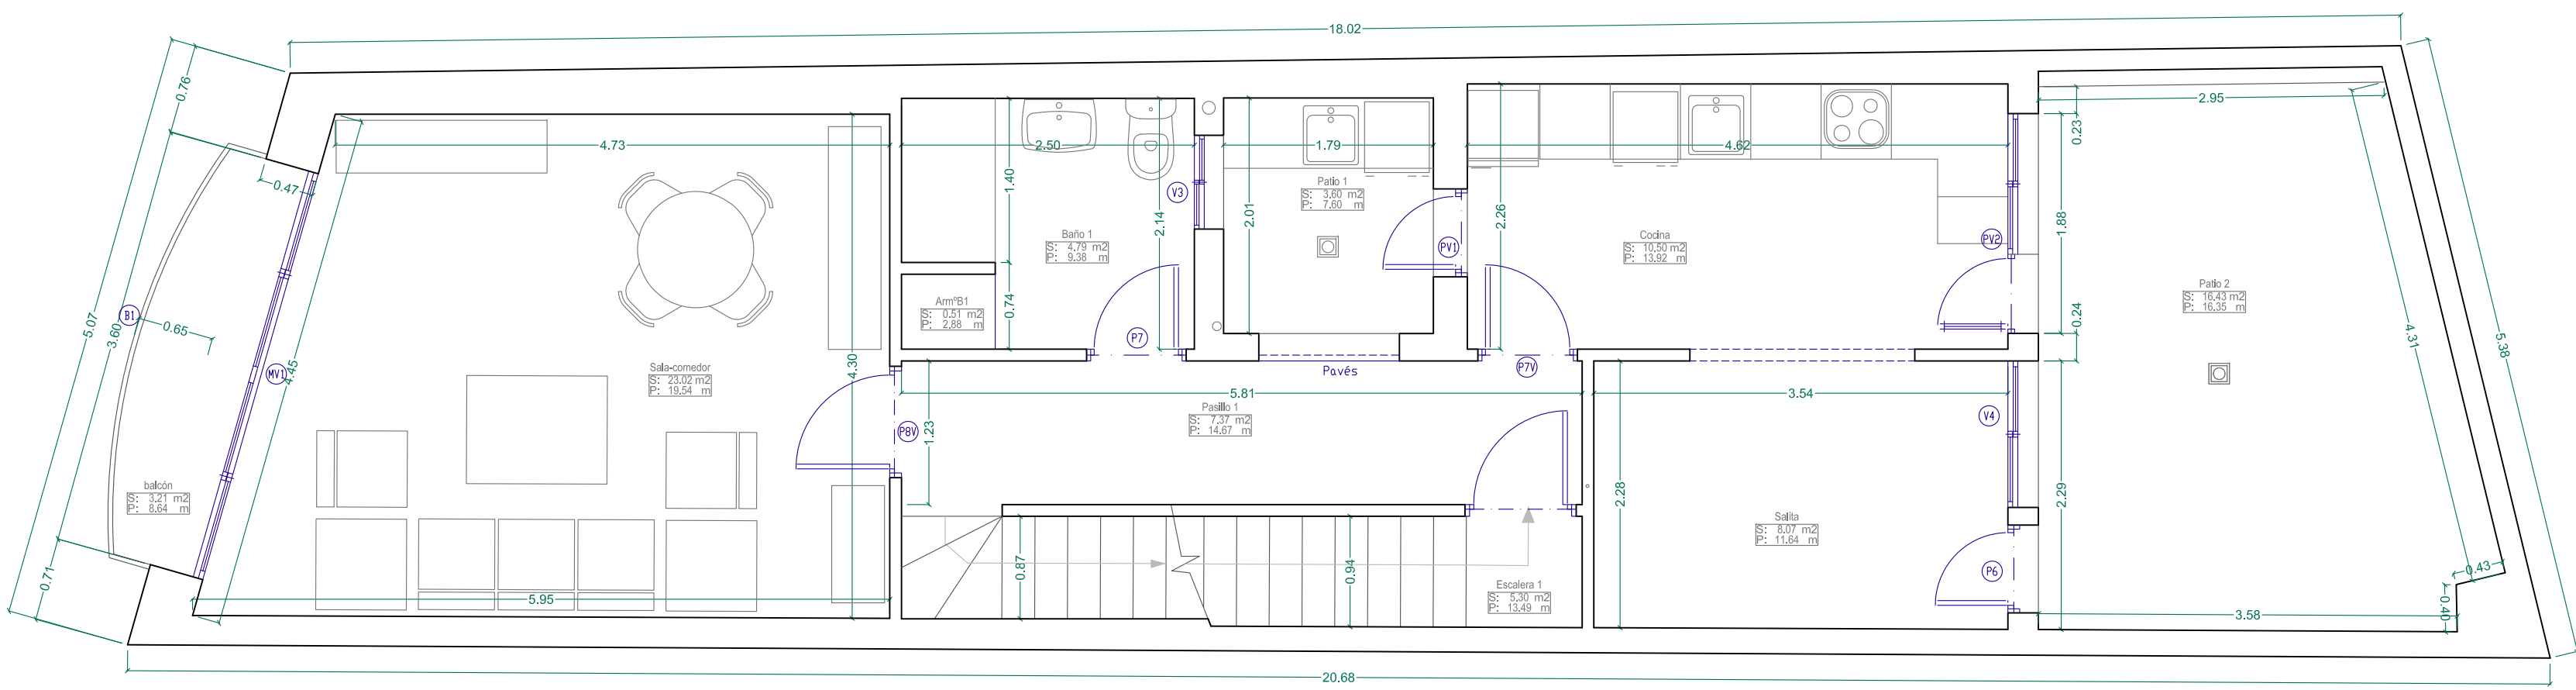 18.02
0.76
5.07
3.60
0.47
0.65
0.71
B1
MV1
4.45
balcón
S: 3.21 m2
P: 8.64 m
4.73
4.30
Sala-comedor
S: 23.02 m2
P: 19.54 m
5.95
P8V
2.50
1.40
2.14
0.74
Baño 1
S: 4.79 m2
P: 9.38 m
ArmºB1
S: 0.51 m2
P: 2.88 m
P7
V3
1.79
2.01
Patio 1
S: 3.60 m2
P: 7.60 m
PV1
Pavés
4.62
2.26
Cocina
S: 10.50 m2
P: 13.92 m
PV2
P7V
5.81
1.23
Pasillo 1
S: 7.37 m2
P: 14.67 m
0.87
0.94
Escalera 1
S: 5.30 m2
P: 13.49 m
3.54
2.28
Salita
S: 8.07 m2
P: 11.64 m
V4
P6
2.95
0.23
1.88
0.24
2.29
Patio 2
S: 16.43 m2
P: 16.35 m
4.31
5.38
0.43
0.40
3.58
20.68